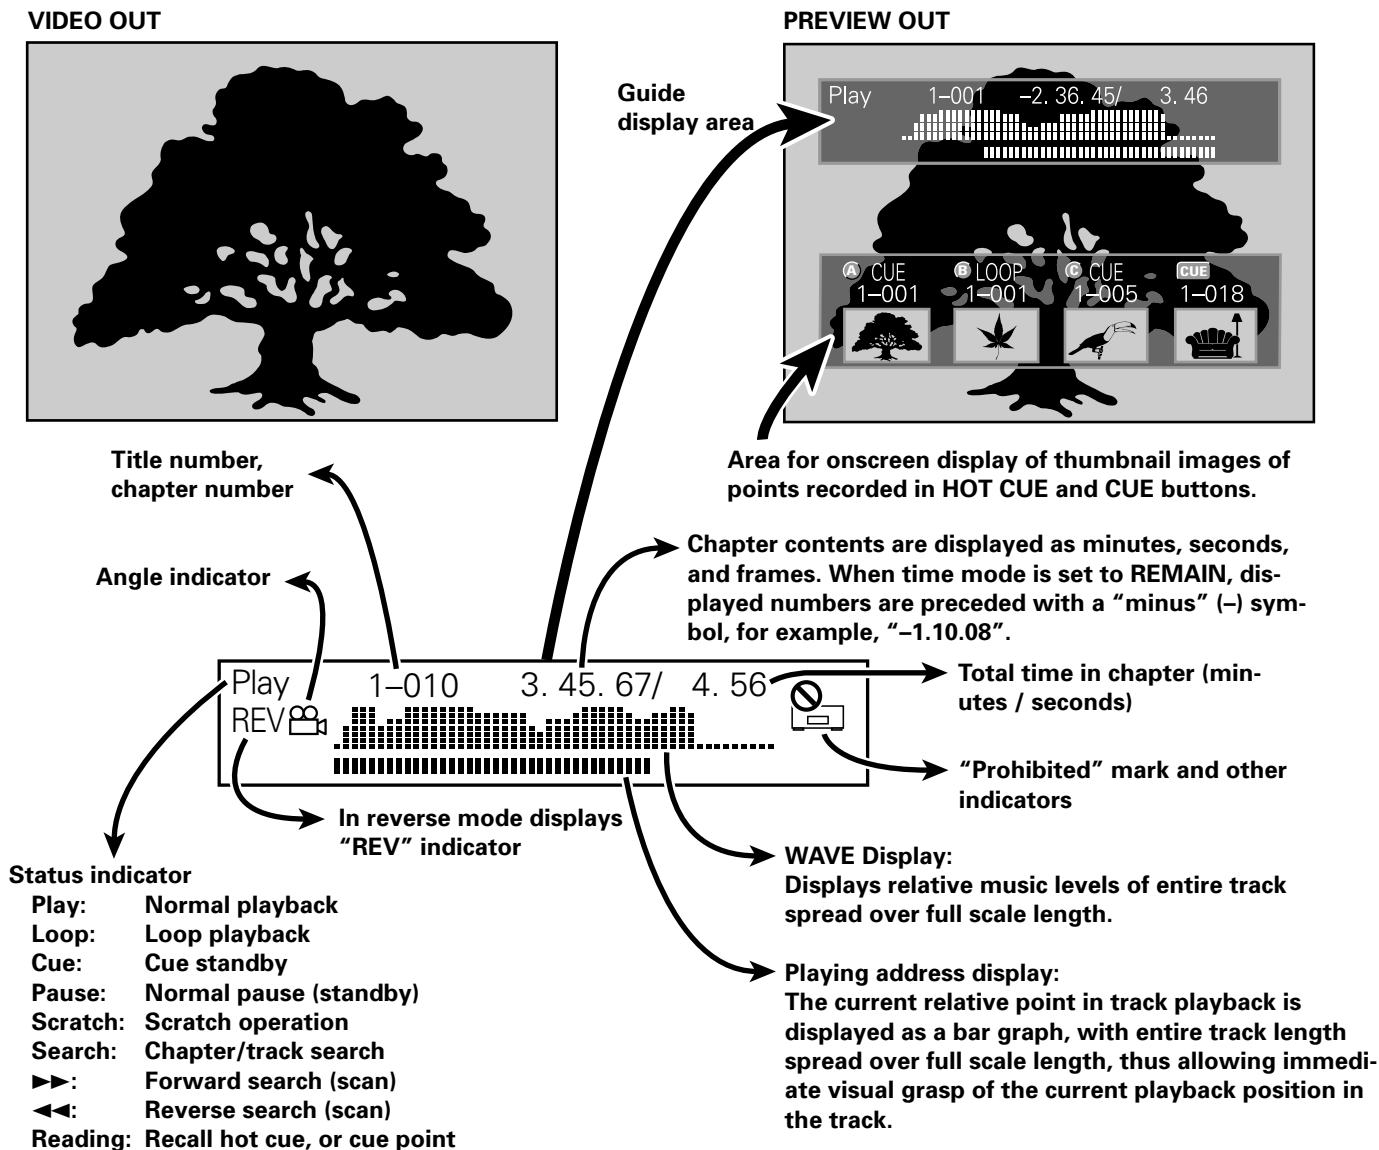 VIDEO OUT
PREVIEW OUT
Guide
display area
Play 1–001 –2. 36. 45/ 3. 46
A CUE
1–001
B LOOP
1–001
C CUE
1–005
CUE
1–018
Area for onscreen display of thumbnail images of
points recorded in HOT CUE and CUE buttons.
Title number,
chapter number
Angle indicator
Chapter contents are displayed as minutes, seconds,
and frames. When time mode is set to REMAIN, dis-
played numbers are preceded with a “minus” (–) sym-
bol, for example, “–1.10.08”.
Play 1–010 3. 45. 67/ 4. 56
REV
Total time in chapter (min-
utes / seconds)
“Prohibited” mark and other
indicators
In reverse mode displays
“REV” indicator
WAVE Display:
Displays relative music levels of entire track
spread over full scale length.
Playing address display:
The current relative point in track playback is
displayed as a bar graph, with entire track length
spread over full scale length, thus allowing immedi-
ate visual grasp of the current playback position in
the track.
Status indicator
Play: Normal playback
Loop: Loop playback
Cue: Cue standby
Pause: Normal pause (standby)
Scratch: Scratch operation
Search: Chapter/track search
►►: Forward search (scan)
◄◄: Reverse search (scan)
Reading: Recall hot cue, or cue point